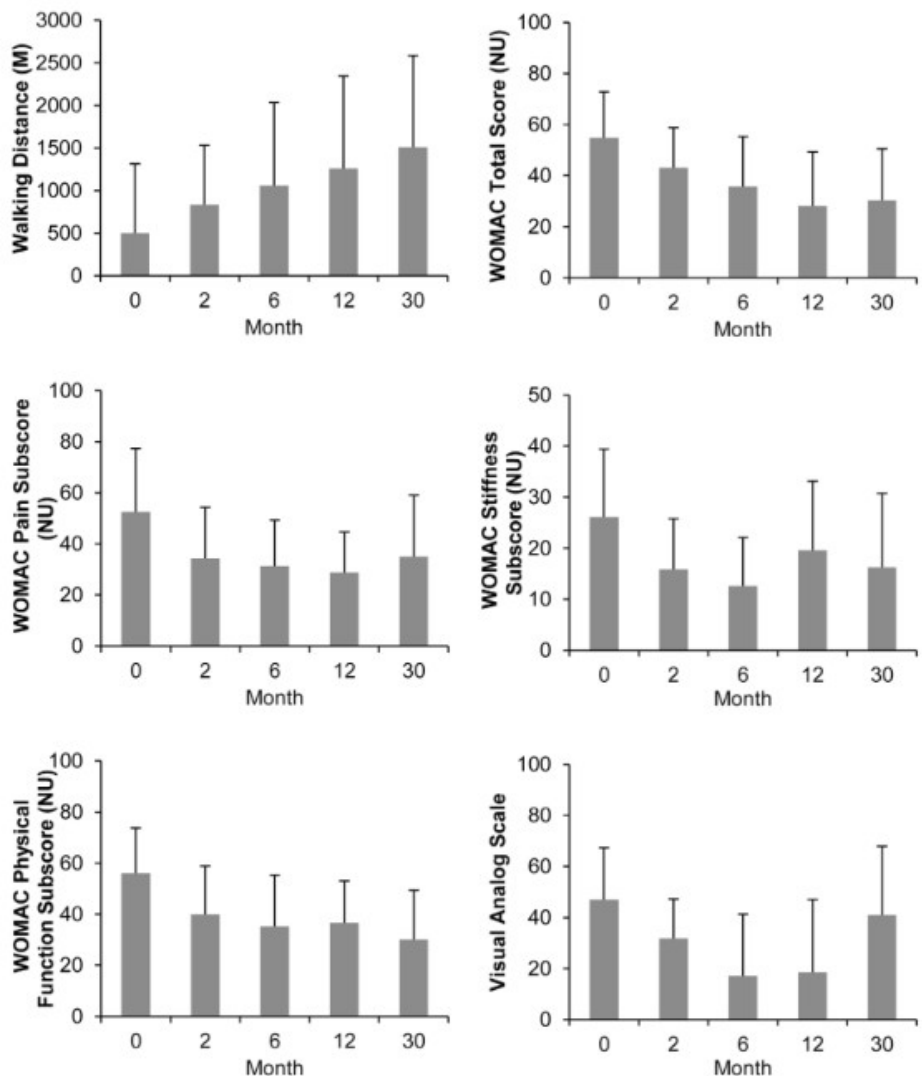 Walking Distance (M)
3000
2500
2000
1500
1000
500
0
0 2 6 12 30
Month
WOMAC Total Score (NU)
100
80
60
40
20
0
0 2 6 12 30
Month
WOMAC Pain Subscore
(NU)
100
80
60
40
20
0
0 2 6 12 30
Month
WOMAC Stiffness
Subscore (NU)
50
40
30
20
10
0
0 2 6 12 30
Month
WOMAC Physical
Function Subscore (NU)
100
80
60
40
20
0
0 2 6 12 30
Month
Visual Analog Scale
100
80
60
40
20
0
0 2 6 12 30
Month